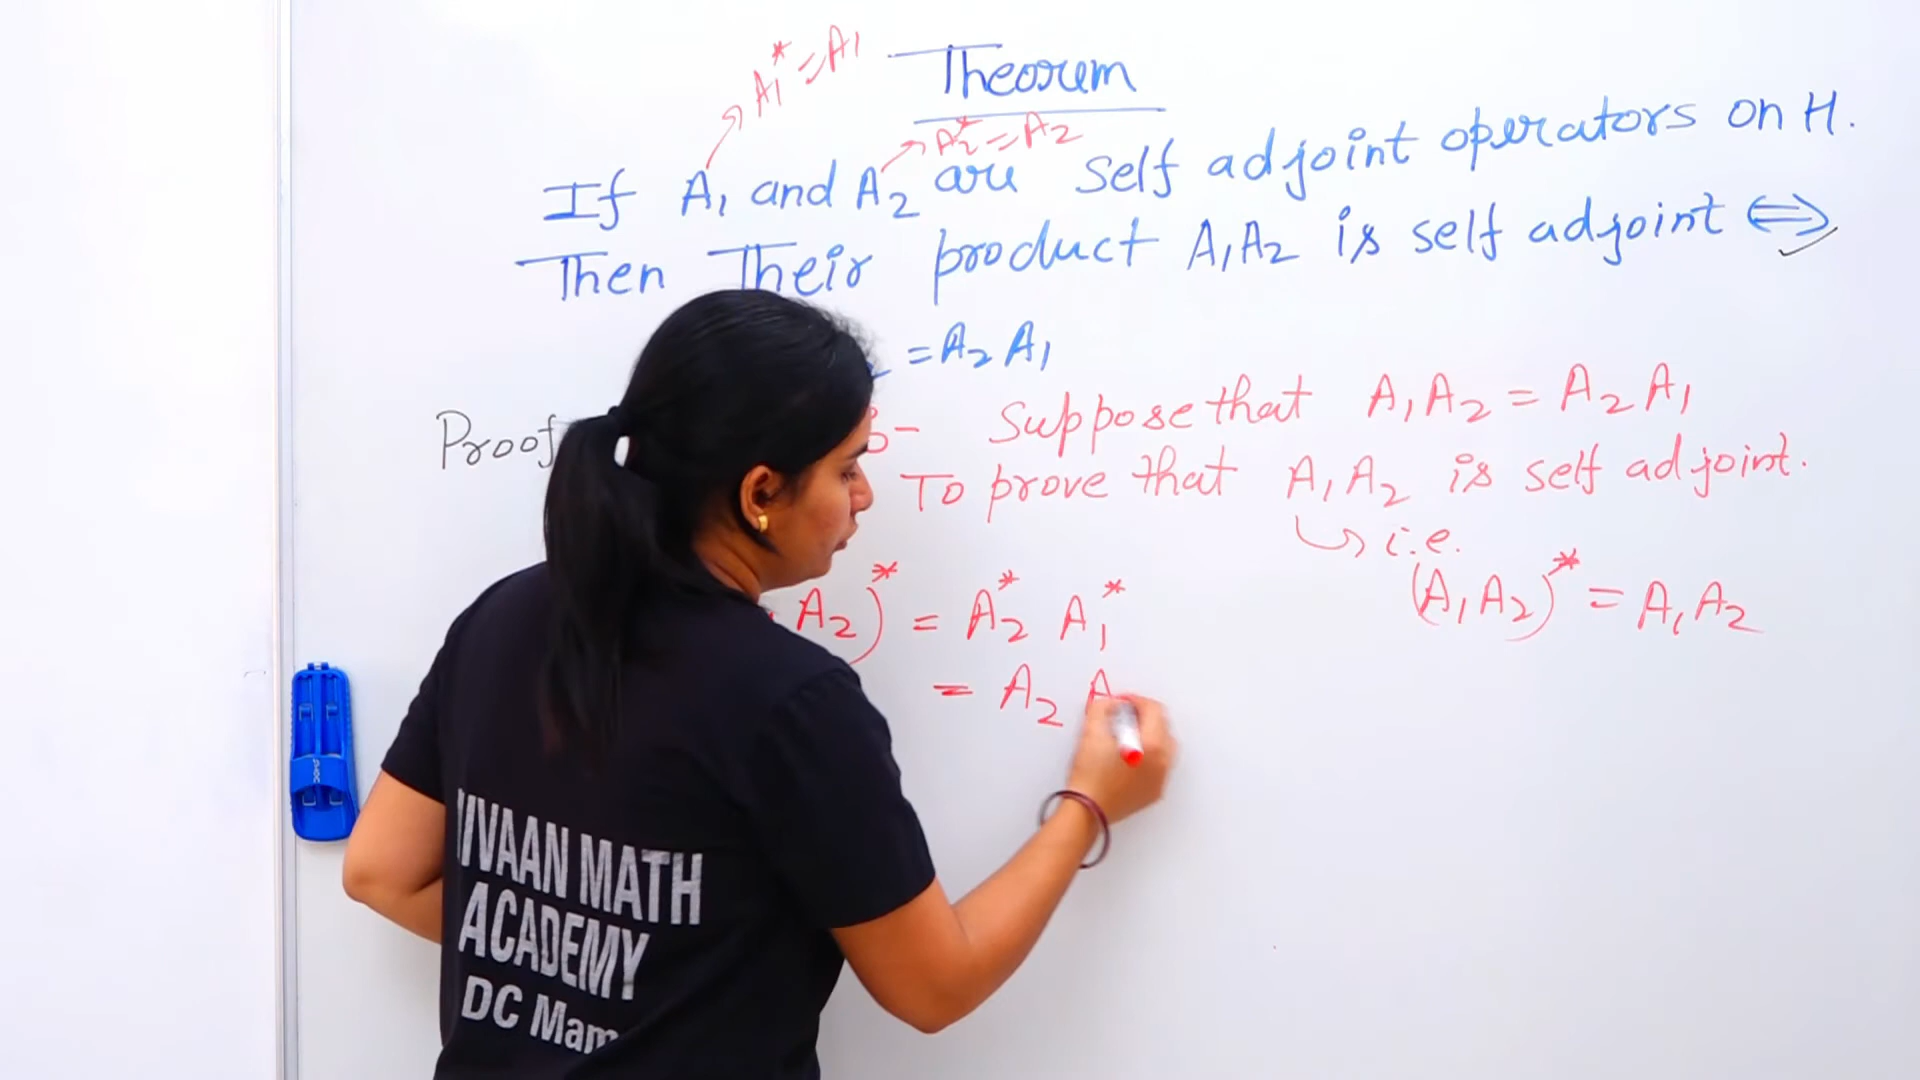 Theorem
A1* = A1
A2* = A2
If A1 and A2 are self adjoint operators on H.
Then Their product A1A2 is self adjoint ⇔
= A2 A1
Proof - Suppose that A1A2 = A2A1
To prove that A1A2 is self adjoint.
i.e.
(A1A2)* = A1A2
A2)* = A2* A1*
= A2 A
VIVAAN MATH
ACADEMY
DC Mam